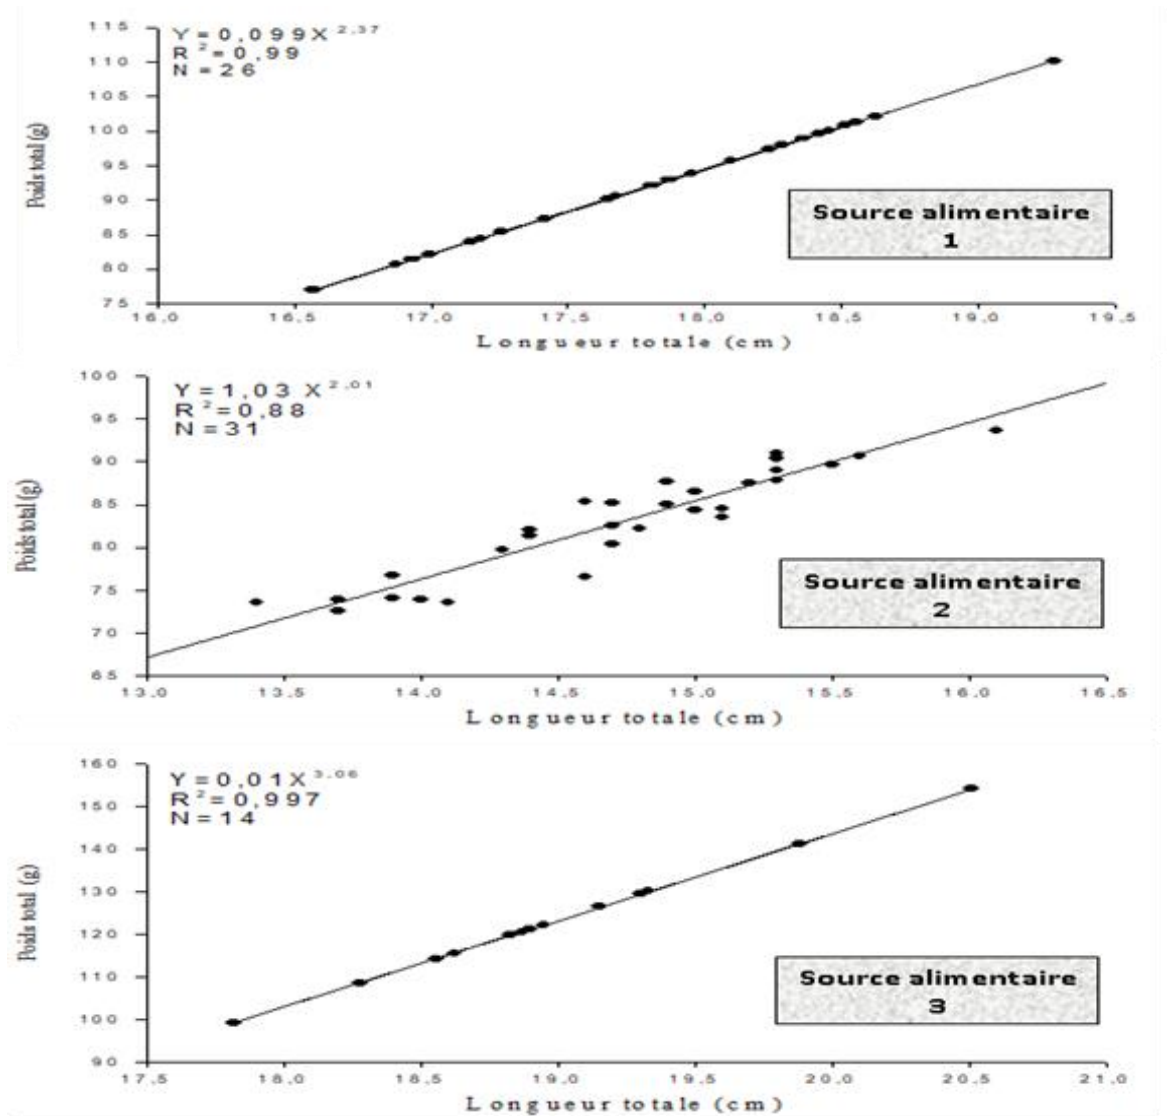 Y=0,099X^2,37
R²=0,99
N=26
115
110
105
100
95
90
85
80
75
Poids total (g)
16.0 16.5 17.0 17.5 18.0 18.5 19.0 19.5
Longueur totale (cm)
Source alimentaire
1
Y=1,03 X^2,01
R²=0,88
N=31
100
95
90
85
80
75
70
65
Poids total (g)
13.0 13.5 14.0 14.5 15.0 15.5 16.0 16.5
Longueur totale (cm)
Source alimentaire
2
Y=0,01X^3,06
R²=0,997
N=14
160
150
140
130
120
110
100
90
Poids total (g)
17.5 18.0 18.5 19.0 19.5 20.0 20.5 21.0
Longueur totale (cm)
Source alimentaire
3